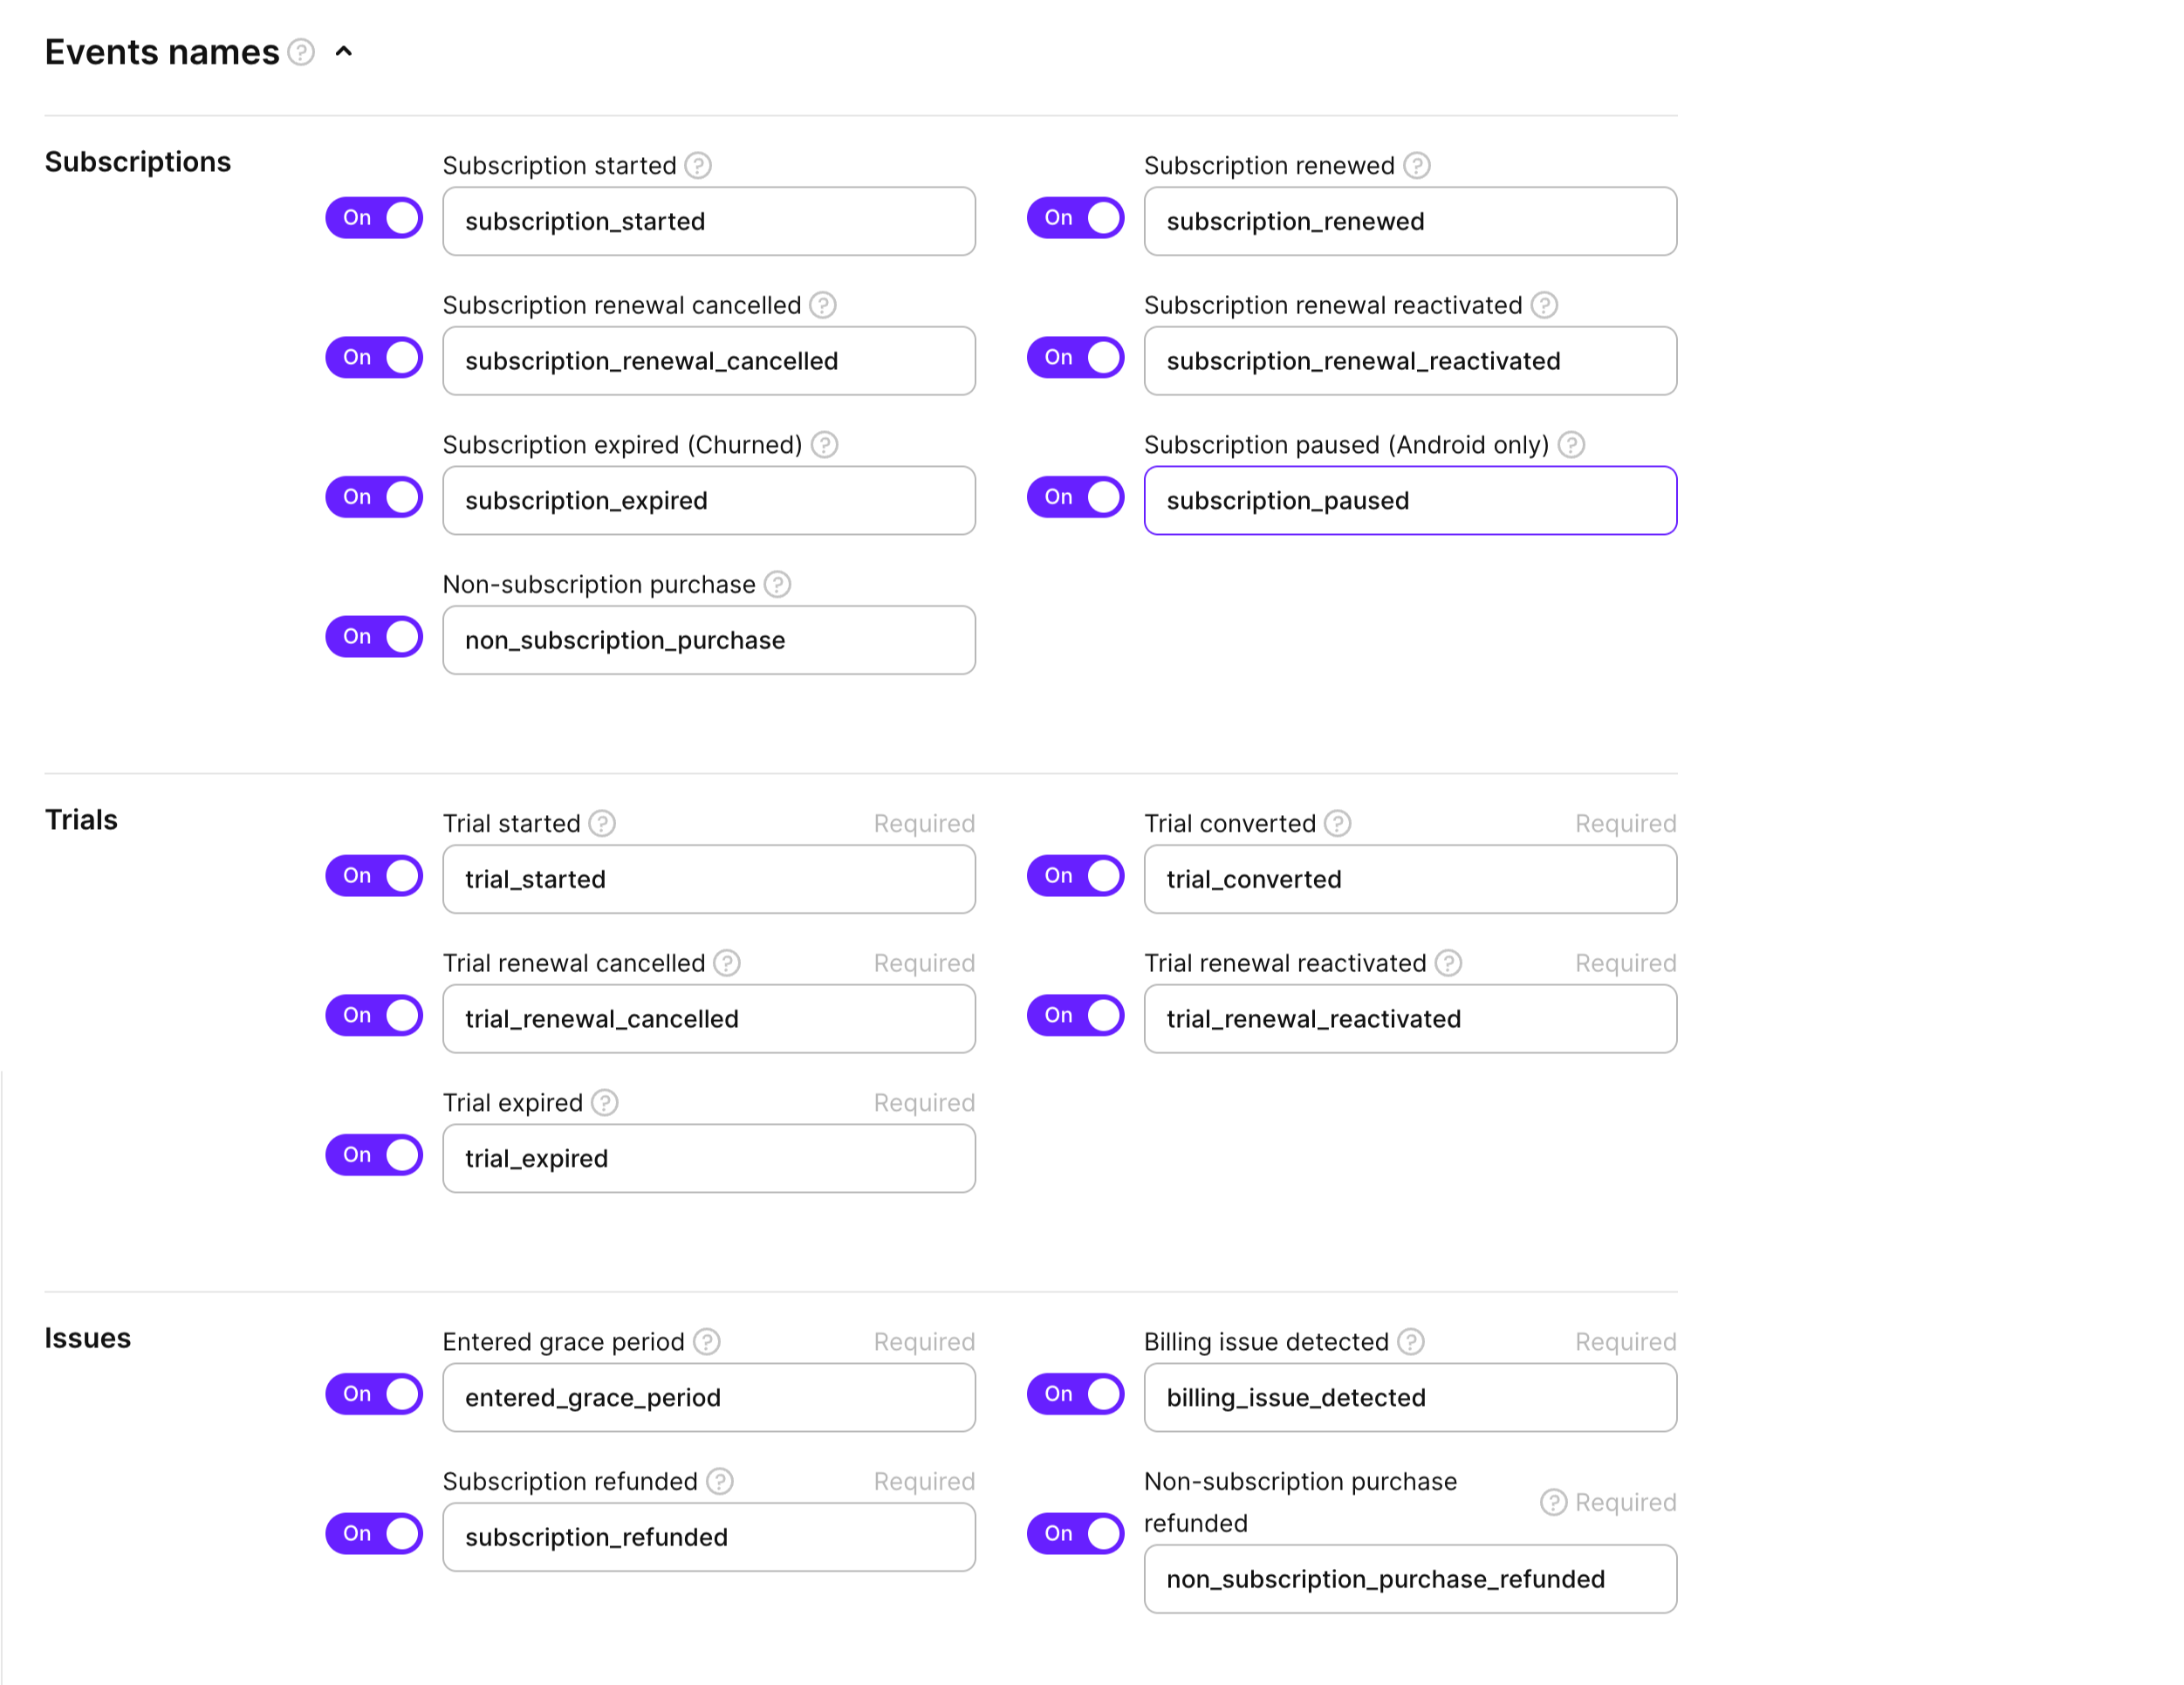 Events names
Subscriptions
Subscription started
On
subscription_started
Subscription renewed
On
subscription_renewed
Subscription renewal cancelled
On
subscription_renewal_cancelled
Subscription renewal reactivated
On
subscription_renewal_reactivated
Subscription expired (Churned)
On
subscription_expired
Subscription paused (Android only)
On
subscription_paused
Non-subscription purchase
On
non_subscription_purchase
Trials
Trial started Required
On
trial_started
Trial converted Required
On
trial_converted
Trial renewal cancelled Required
On
trial_renewal_cancelled
Trial renewal reactivated Required
On
trial_renewal_reactivated
Trial expired Required
On
trial_expired
Issues
Entered grace period Required
On
entered_grace_period
Billing issue detected Required
On
billing_issue_detected
Subscription refunded Required
On
subscription_refunded
Non-subscription purchase
refunded
Required
On
non_subscription_purchase_refunded